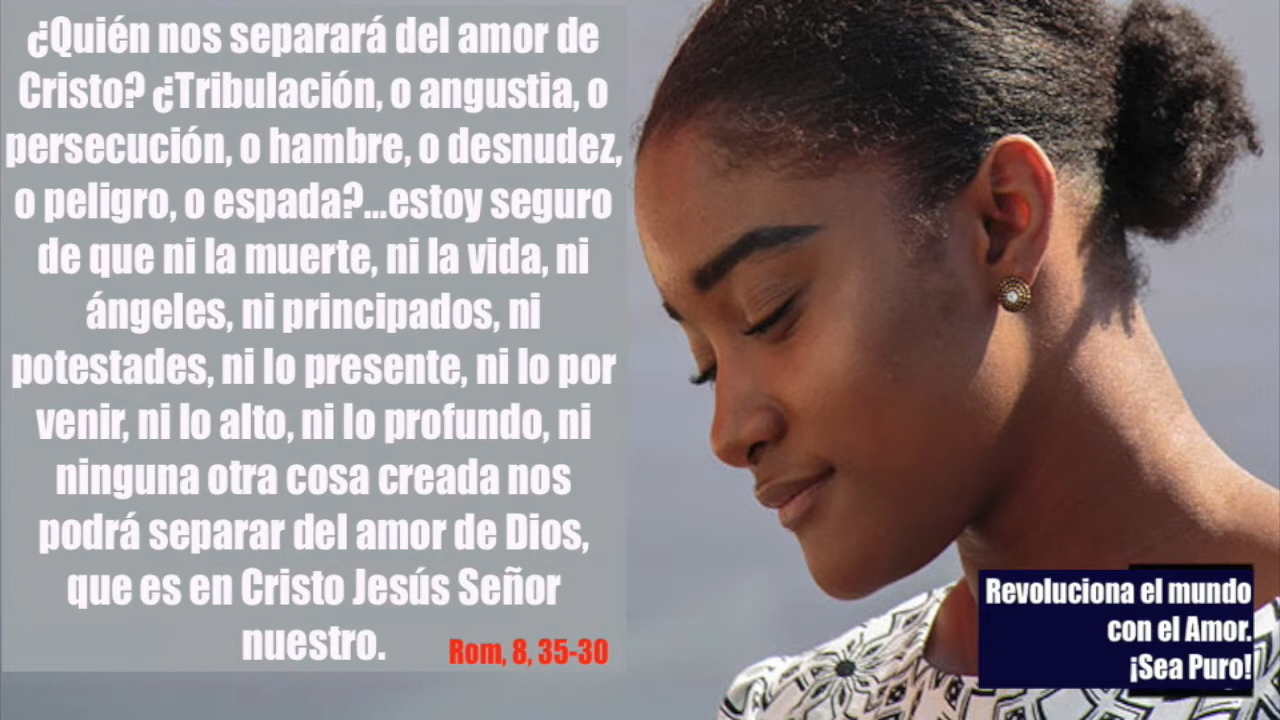 ¿Quién nos separará del amor de
Cristo? ¿Tribulación, o angustia, o
persecución, o hambre, o desnudez,
o peligro, o espada?...estoy seguro
de que ni la muerte, ni la vida, ni
ángeles, ni principados, ni
potestades, ni lo presente, ni lo por
venir, ni lo alto, ni lo profundo, ni
ninguna otra cosa creada nos
podrá separar del amor de Dios,
que es en Cristo Jesús Señor
nuestro.
Rom, 8, 35-30
Revoluciona el mundo
con el Amor.
¡Sea Puro!